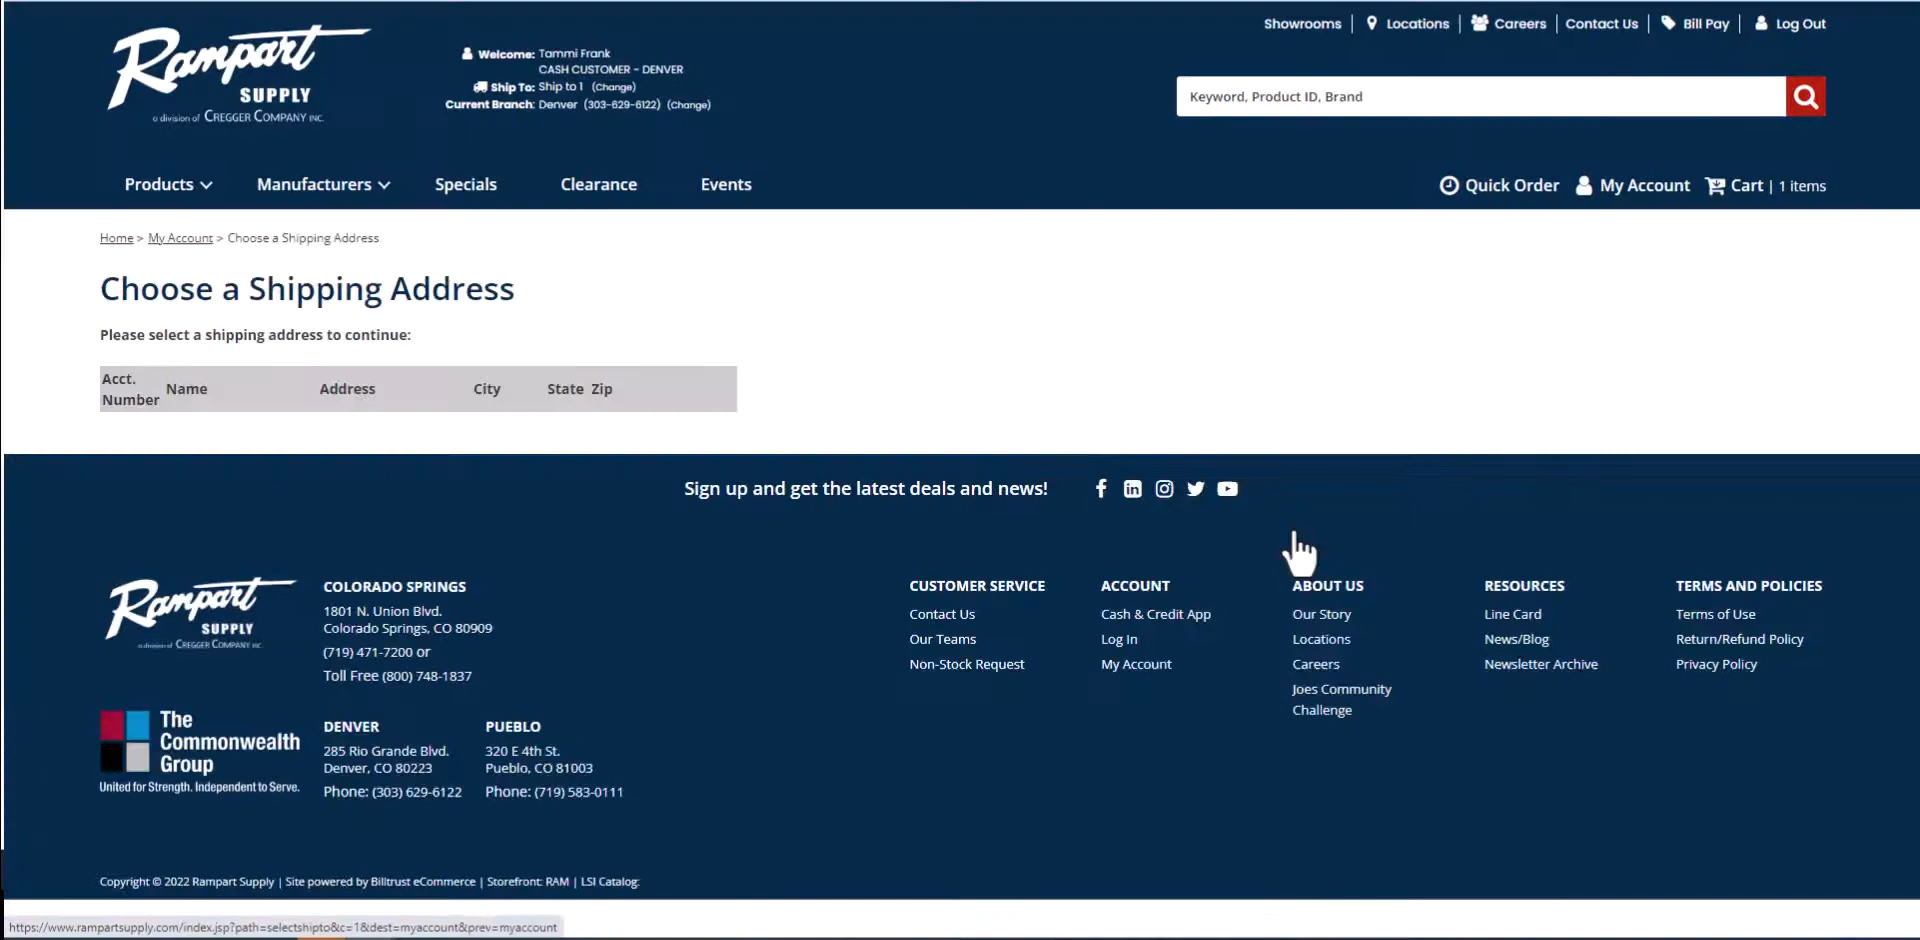 Showrooms
Locations
Careers
Contact Us
Bill Pay
Log Out
Rampart
SUPPLY
a division of CREGGER COMPANY INC.
Welcome: Tammi Frank
CASH CUSTOMER - DENVER
Ship To: Ship to 1 (Change)
Current Branch: Denver (303-629-6122) (Change)
Keyword, Product ID, Brand
Products
Manufacturers
Specials
Clearance
Events
Quick Order
My Account
Cart | 1 items
Home > My Account > Choose a Shipping Address
Choose a Shipping Address
Please select a shipping address to continue:
Acct. Number
Name
Address
City
State
Zip
Sign up and get the latest deals and news!
Rampart
SUPPLY
a division of CREGGER COMPANY INC.
COLORADO SPRINGS
1801 N. Union Blvd.
Colorado Springs, CO 80909
(719) 471-7200 or
Toll Free (800) 748-1837
The
Commonwealth
Group
United for Strength. Independent to Serve.
DENVER
285 Rio Grande Blvd.
Denver, CO 80223
Phone: (303) 629-6122
PUEBLO
320 E 4th St.
Pueblo, CO 81003
Phone: (719) 583-0111
CUSTOMER SERVICE
Contact Us
Our Teams
Non-Stock Request
ACCOUNT
Cash & Credit App
Log In
My Account
ABOUT US
Our Story
Locations
Careers
Joes Community
Challenge
RESOURCES
Line Card
News/Blog
Newsletter Archive
TERMS AND POLICIES
Terms of Use
Return/Refund Policy
Privacy Policy
Copyright © 2022 Rampart Supply | Site powered by Billtrust eCommerce | Storefront: RAM | LSI Catalog:
https://www.rampartsupply.com/index.jsp?path=selectshipto&c=1&dest=myaccount&prev=myaccount